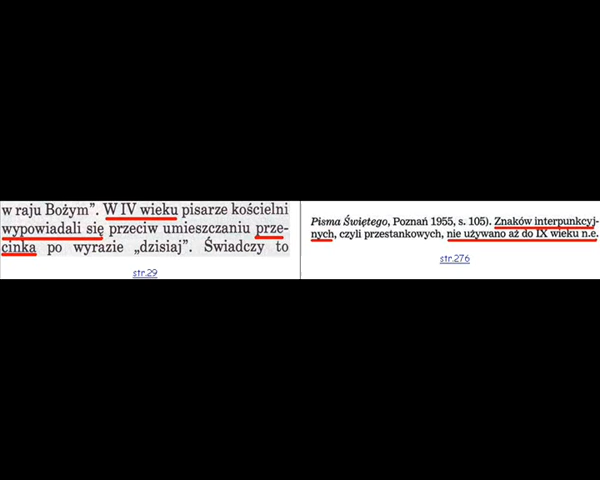 w raju Bożym”. W IV wieku pisarze kościelni
wypowiadali się przeciw umieszczaniu prze-
cinka po wyrazie „dzisiaj”. Świadczy to
str.29
Pisma Świętego, Poznań 1955, s. 105). Znaków interpunkcyj-
nych, czyli przestankowych, nie używano aż do IX wieku n.e.
str.276